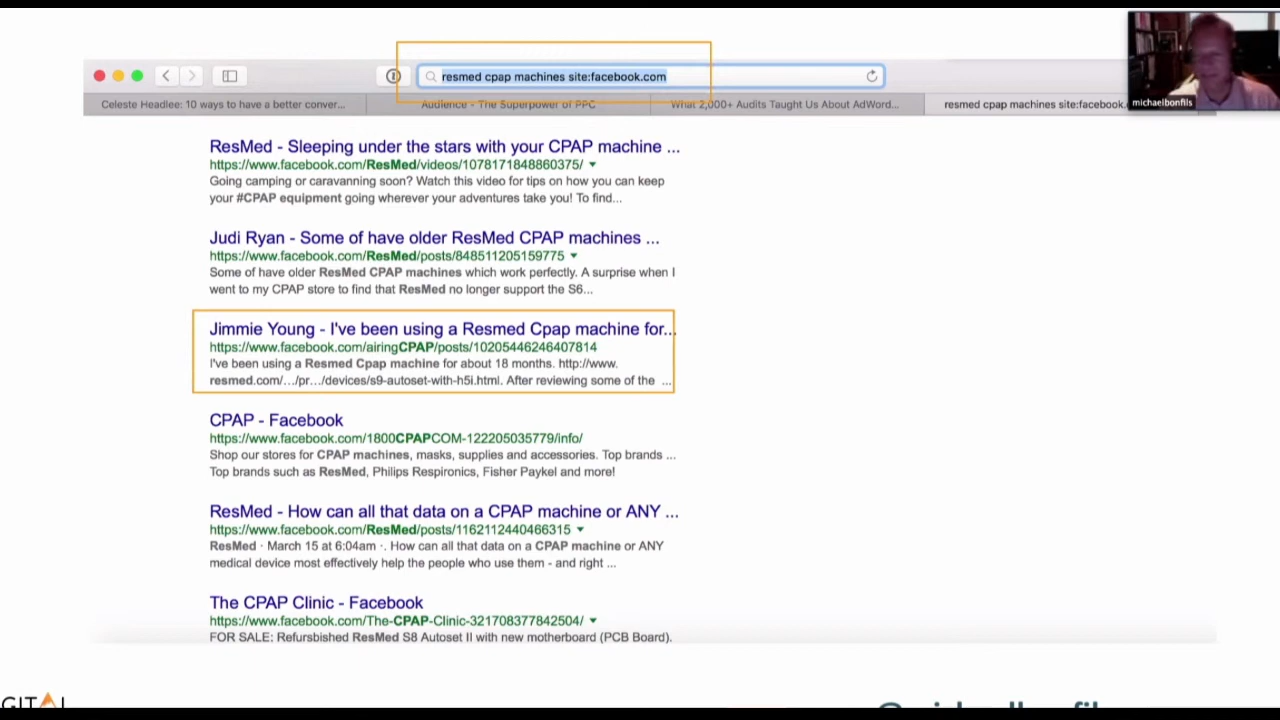 resmed cpap machines site:facebook.com
michaelbonfils
Celeste Headlee: 10 ways to have a better conver...
Audience - The Superpower of PPC
What 2,000+ Audits Taught Us About AdWord...
resmed cpap machines site:facebook.
ResMed - Sleeping under the stars with your CPAP machine ...
https://www.facebook.com/ResMed/videos/1078171848860375/
Going camping or caravanning soon? Watch this video for tips on how you can keep
your #CPAP equipment going wherever your adventures take you! To find...
Judi Ryan - Some of have older ResMed CPAP machines ...
https://www.facebook.com/ResMed/posts/848511205159775
Some of have older ResMed CPAP machines which work perfectly. A surprise when I
went to my CPAP store to find that ResMed no longer support the S6...
Jimmie Young - I've been using a Resmed Cpap machine for...
https://www.facebook.com/airingCPAP/posts/10205446246407814
I've been using a Resmed Cpap machine for about 18 months. http://www.
resmed.com/.../pr.../devices/s9-autoset-with-h5i.html. After reviewing some of the ...
CPAP - Facebook
https://www.facebook.com/1800CPAPCOM-122205035779/info/
Shop our stores for CPAP machines, masks, supplies and accessories. Top brands ...
Top brands such as ResMed, Philips Respironics, Fisher Paykel and more!
ResMed - How can all that data on a CPAP machine or ANY ...
https://www.facebook.com/ResMed/posts/1162112440466315
ResMed · March 15 at 6:04am ·. How can all that data on a CPAP machine or ANY
medical device most effectively help the people who use them - and right ...
The CPAP Clinic - Facebook
https://www.facebook.com/The-CPAP-Clinic-321708377842504/
FOR SALE: Refursbished ResMed S8 Autoset II with new motherboard (PCB Board).